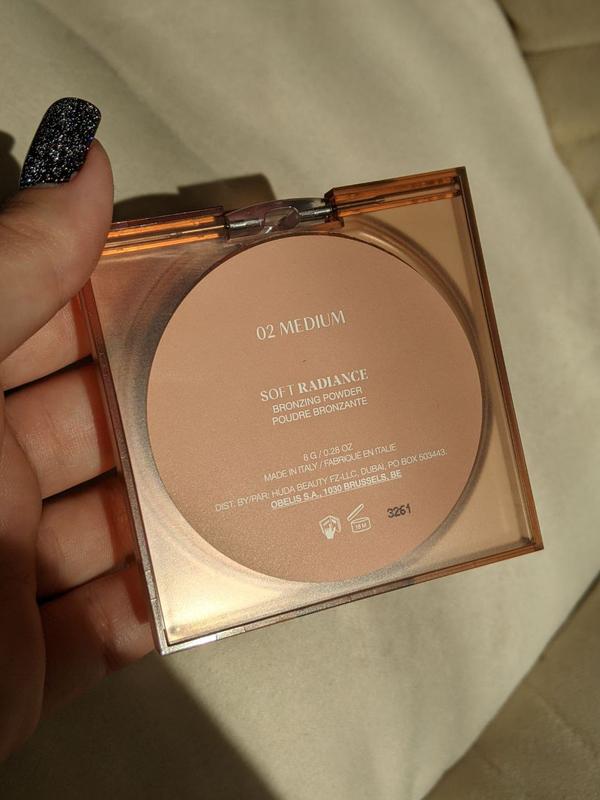 02 MEDIUM
SOFT RADIANCE
BRONZING POWDER
POUDRE BRONZANTE
8 G / 0.28 OZ
MADE IN ITALY / FABRIQUÉ EN ITALIE
DIST. BY/PAR: HUDA BEAUTY FZ-LLC, DUBAI, PO BOX 503443.
OBELIS S.A., 1030 BRUSSELS, BE
18 M
3261